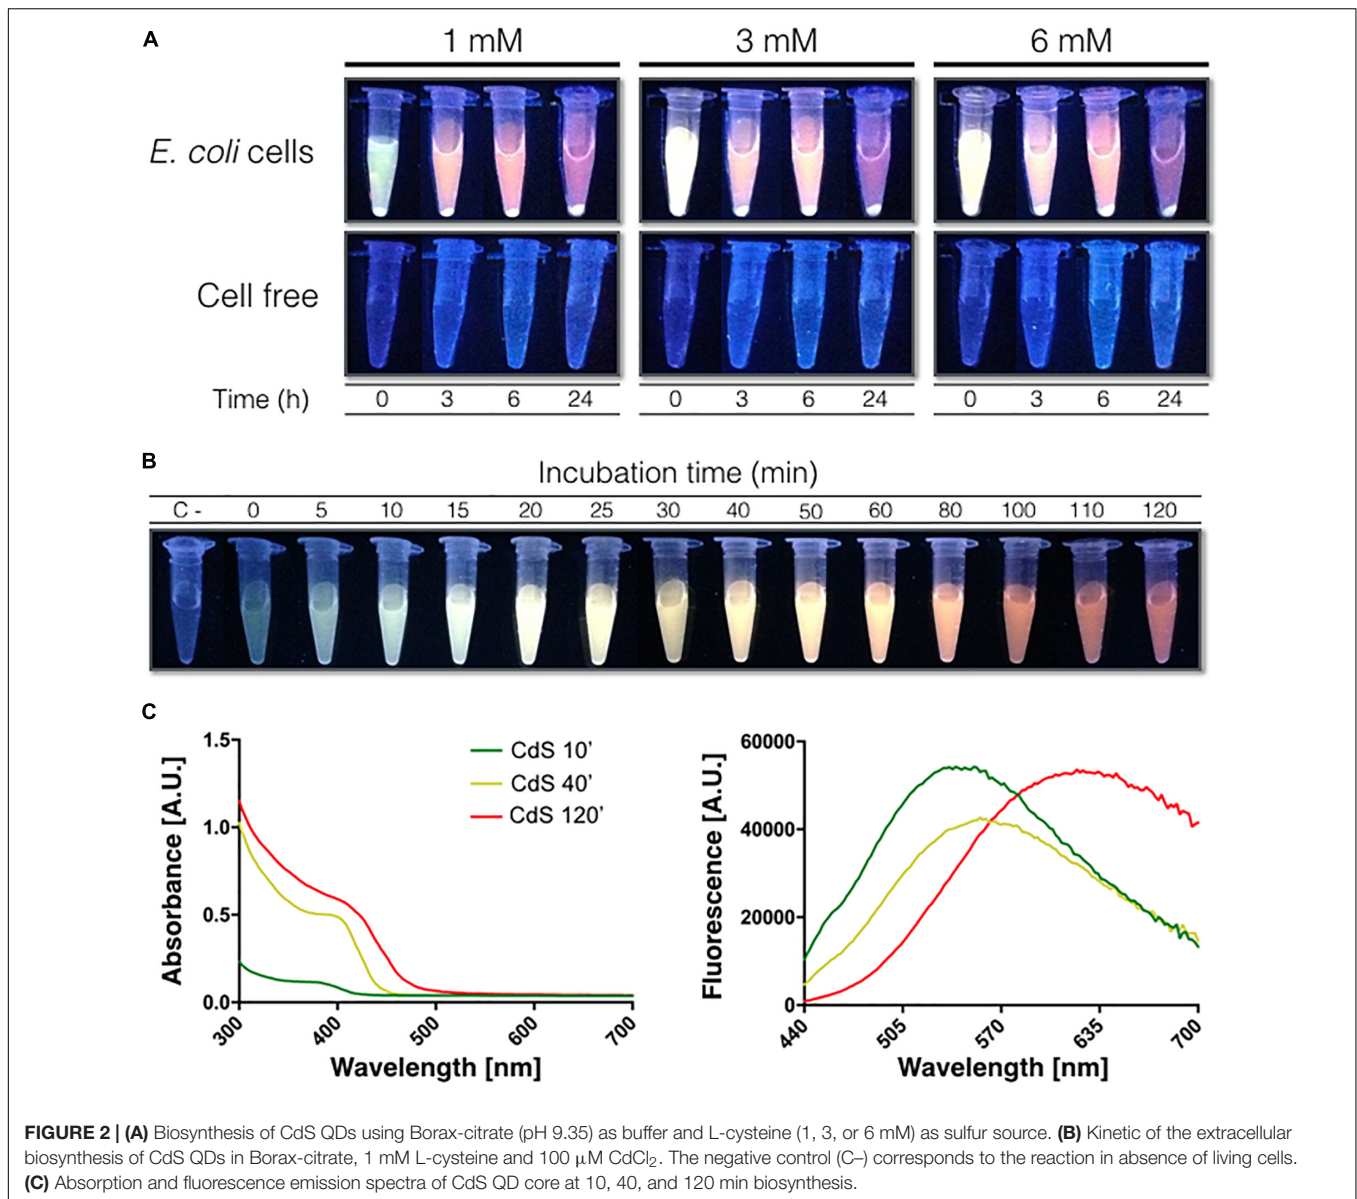 A
1 mM 3 mM 6 mM
E. coli cells
Cell free
Time (h) 0 3 6 24 0 3 6 24 0 3 6 24
B
Incubation time (min)
C - 0 5 10 15 20 25 30 40 50 60 80 100 110 120
C
1.5
1.0
0.5
0.0
Absorbance [A.U.]
CdS 10’
CdS 40’
CdS 120’
300 400 500 600 700
Wavelength [nm]
60000
40000
20000
0
Fluorescence [A.U.]
440 505 570 635 700
Wavelength [nm]
FIGURE 2 | (A) Biosynthesis of CdS QDs using Borax-citrate (pH 9.35) as buffer and L-cysteine (1, 3, or 6 mM) as sulfur source. (B) Kinetic of the extracellular
biosynthesis of CdS QDs in Borax-citrate, 1 mM L-cysteine and 100 μM CdCl₂. The negative control (C–) corresponds to the reaction in absence of living cells.
(C) Absorption and fluorescence emission spectra of CdS QD core at 10, 40, and 120 min biosynthesis.